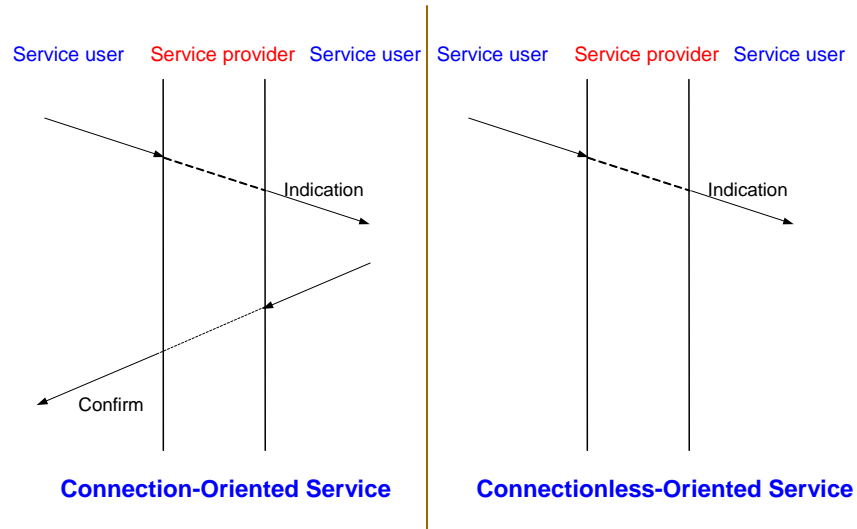 Service user Service provider Service user
Indication
Confirm
Connection-Oriented Service
Service user Service provider Service user
Indication
Connectionless-Oriented Service